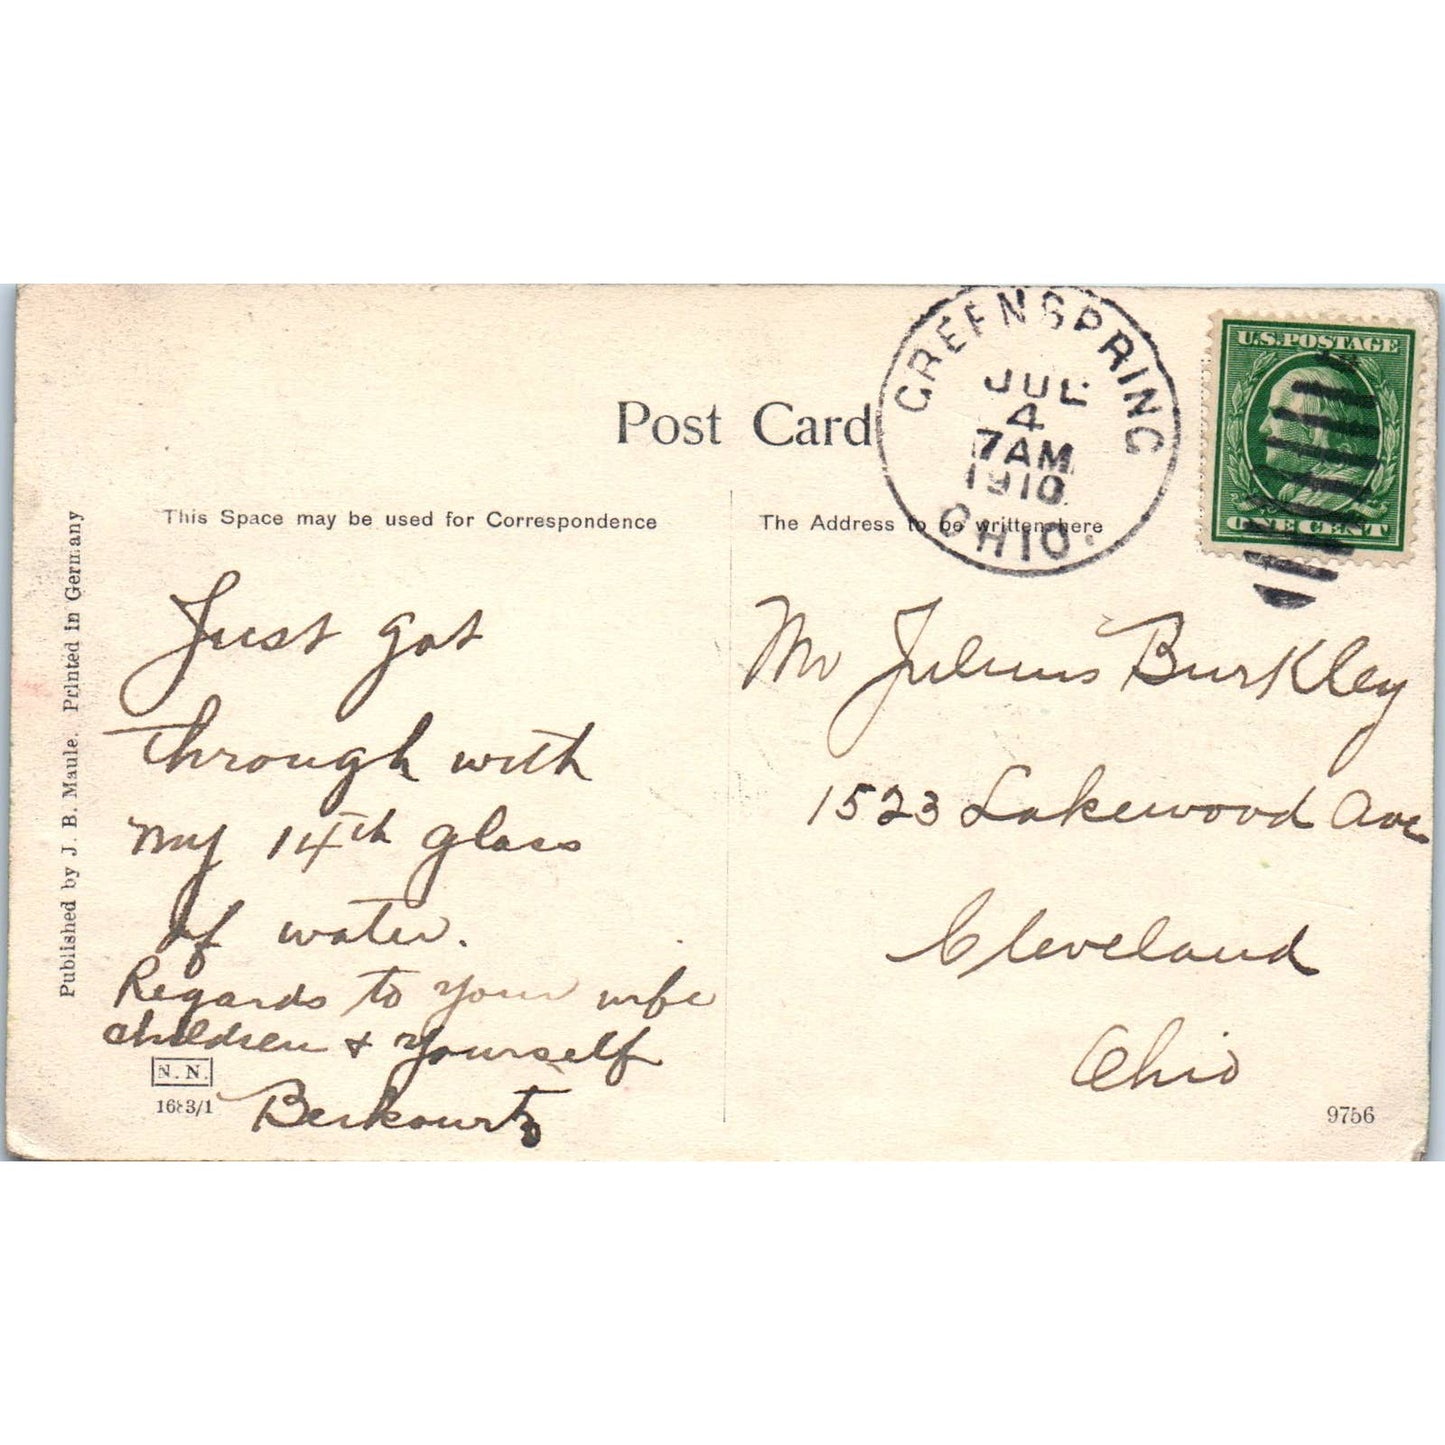 GREENSPRING
JUL
4
7AM
1910
OHIO.
U.S.POSTAGE
ONE CENT
Post Card
This Space may be used for Correspondence
The Address to be written here
Published by J. B. Maule. Printed in Germany
Just got
through with
my 14th glass
of water.
Regards to your wife
children + yourself
Berkowitz
N. N.
1683/1
Mr Julius Burkley
1523 Lakewood Ave
Cleveland
Ohio
9756